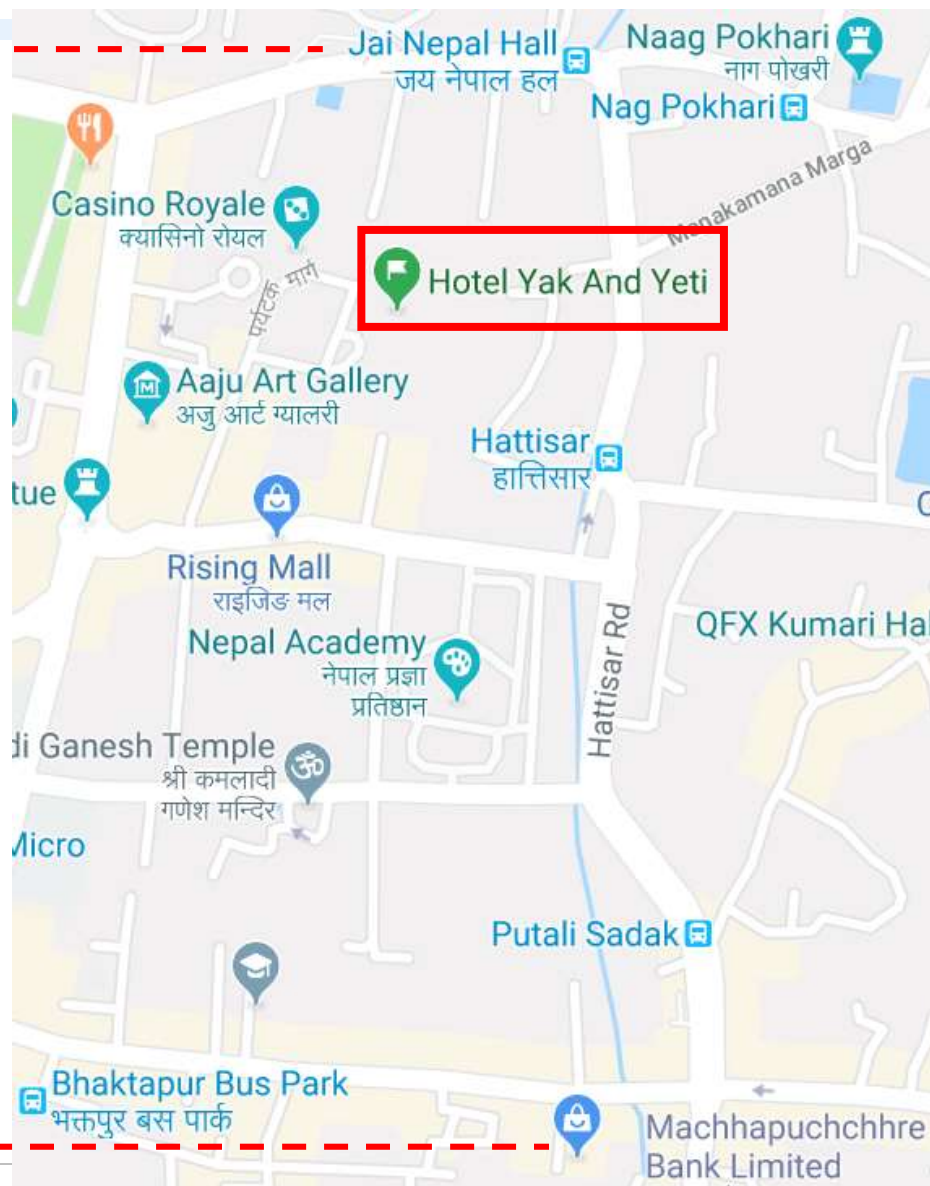 Jai Nepal Hall
जय नेपाल हल
Naag Pokhari
नाग पोखरी
Nag Pokhari
Manakamana Marga
Casino Royale
क्यासिनो रोयल
पर्यटक मार्ग
Hotel Yak And Yeti
Aaju Art Gallery
अजु आर्ट ग्यालरी
Hattisar
हात्तिसार
tue
C
Rising Mall
राइजिङ मल
Nepal Academy
नेपाल प्रज्ञा
प्रतिष्ठान
Hattisar Rd
QFX Kumari Hal
di Ganesh Temple
श्री कमलादी
गणेश मन्दिर
Micro
Putali Sadak
Bhaktapur Bus Park
भक्तपुर बस पार्क
Machhapuchchhre
Bank Limited